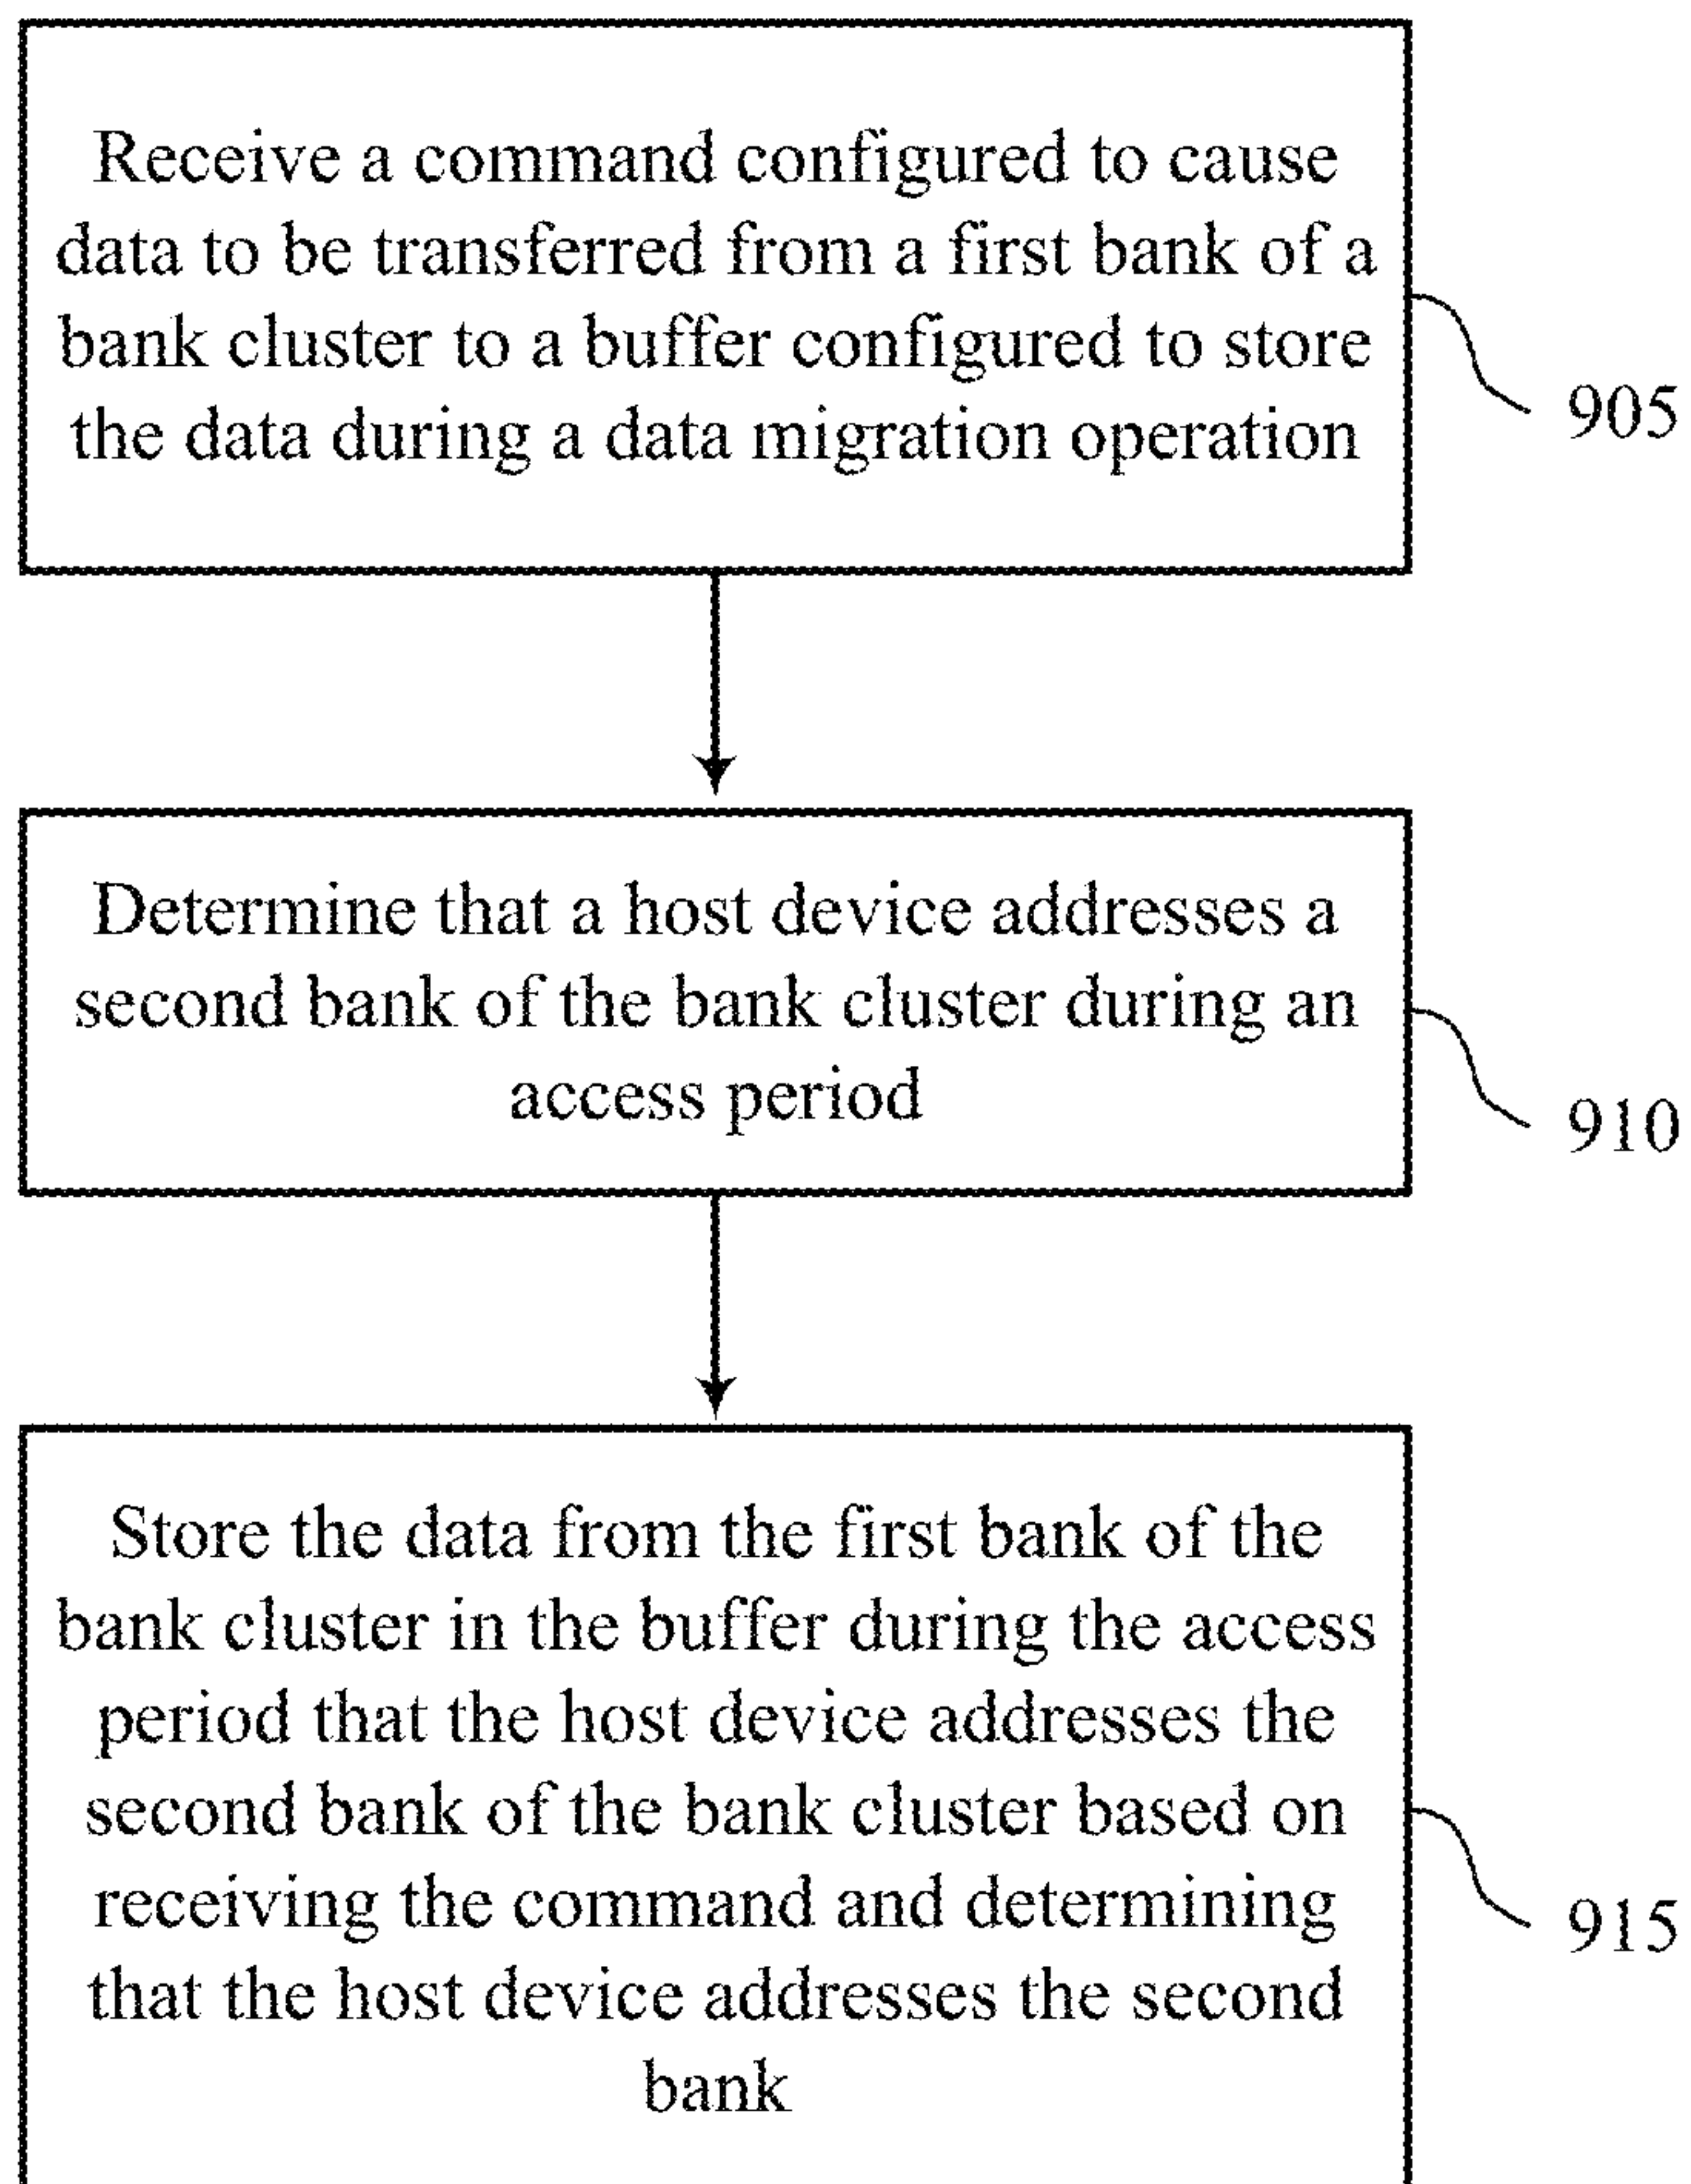 Receive a command configured to cause
data to be transferred from a first bank of a
bank cluster to a buffer configured to store
the data during a data migration operation
905
Determine that a host device addresses a
second bank of the bank cluster during an
access period
910
Store the data from the first bank of the
bank cluster in the buffer during the access
period that the host device addresses the
second bank of the bank cluster based on
receiving the command and determining
that the host device addresses the second
bank
915